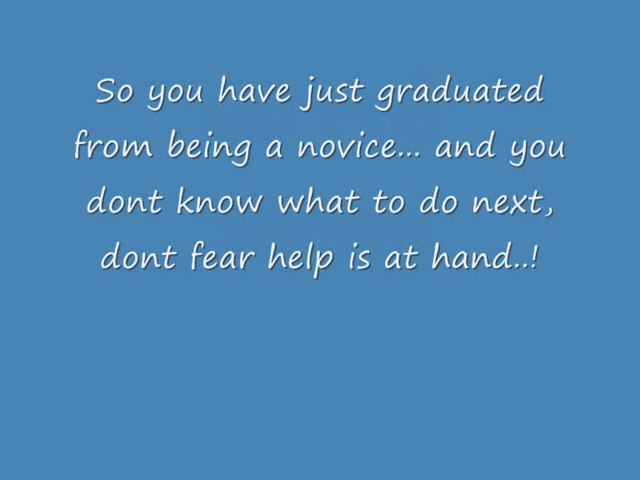 So you have just graduated
from being a novice... and you
dont know what to do next,
dont fear help is at hand..!